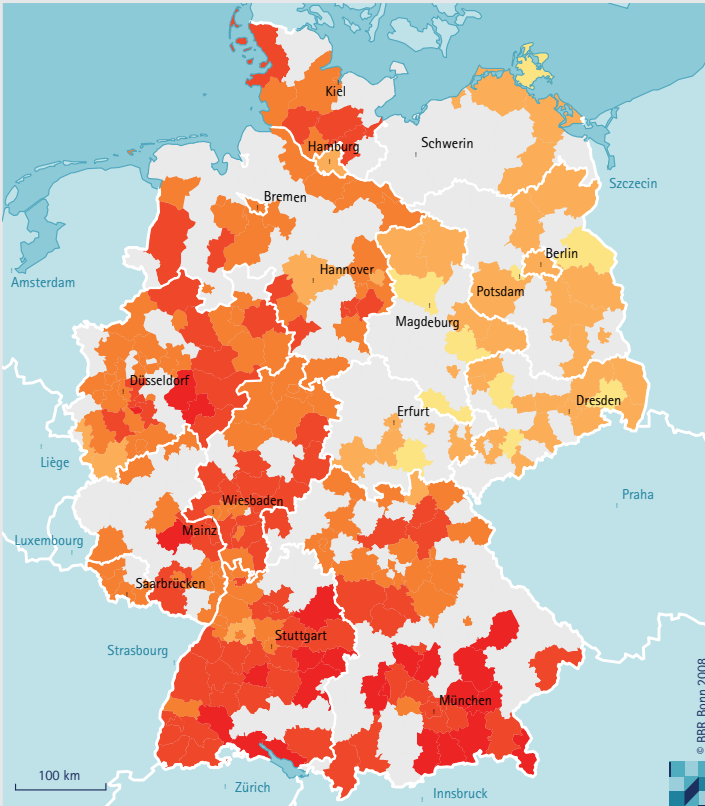 Kiel
Schwerin
Hamburg
Szczecin
Bremen
Berlin
Amsterdam
Hannover
Potsdam
Magdeburg
Düsseldorf
Dresden
Erfurt
Liège
Praha
Wiesbaden
Mainz
Luxembourg
Saarbrücken
Stuttgart
Strasbourg
München
100 km
Zürich
Innsbruck
© BBR Bonn 2008